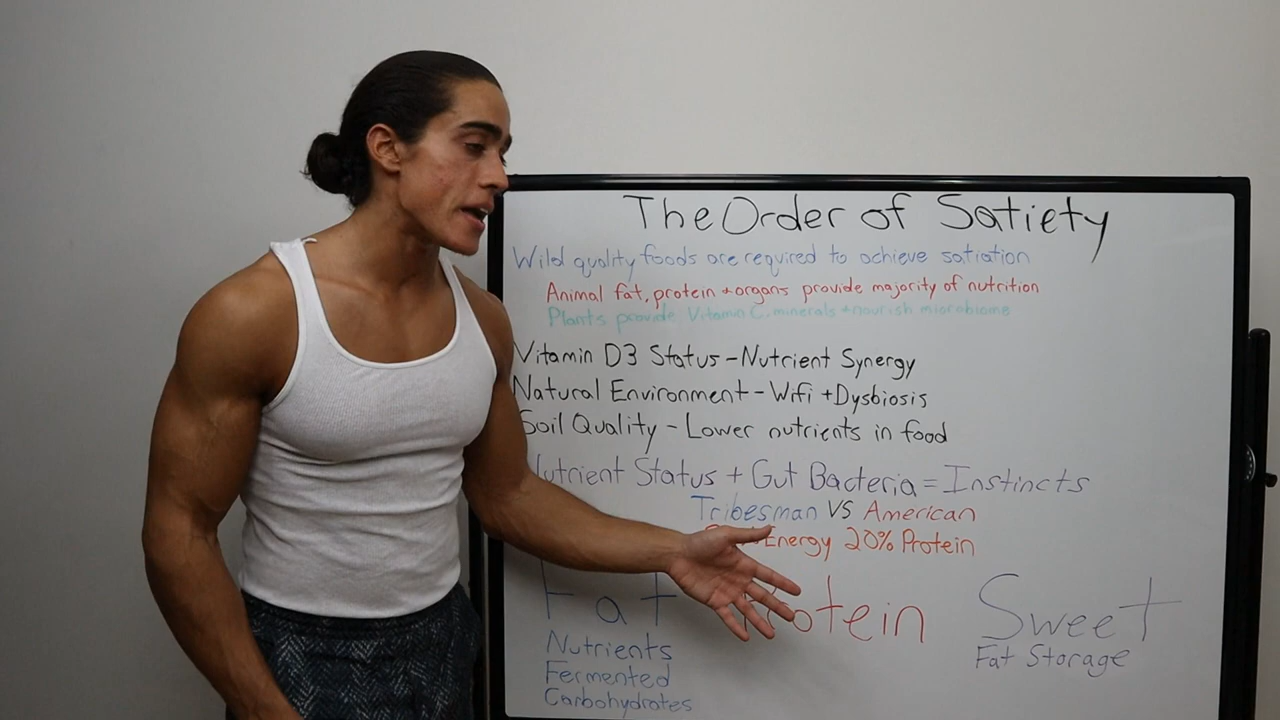 The Order of Satiety
Wild quality foods are required to achieve satiation
Animal fat, protein + organs provide majority of nutrition
Plants provide Vitamin C, minerals + nourish microbiome
Vitamin D3 Status - Nutrient Synergy
Natural Environment - Wifi + Dysbiosis
Soil Quality - Lower nutrients in food
Nutrient Status + Gut Bacteria = Instincts
Tribesman VS American
Energy 20% Protein
Fat Protein Sweet
Nutrients Fat Storage
Fermented
Carbohydrates